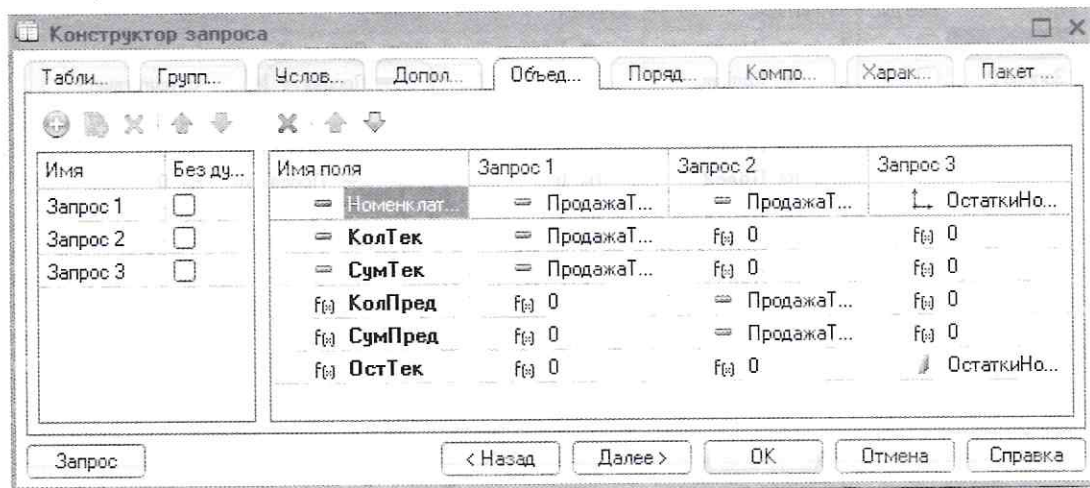 Конструктор запроса
Табли... Групп... Услов... Допол... Объед... Поряд... Компо... Харак... Пакет ...
Имя Без ду... Имя поля Запрос 1 Запрос 2 Запрос 3
Запрос 1 Номенклат... ПродажаТ... ПродажаТ... ОстаткиНо...
Запрос 2 КолТек ПродажаТ... f(x) 0 f(x) 0
Запрос 3 СумТек ПродажаТ... f(x) 0 f(x) 0
f(x) КолПред f(x) 0 ПродажаТ... f(x) 0
f(x) СумПред f(x) 0 ПродажаТ... f(x) 0
f(x) ОстТек f(x) 0 f(x) 0 ОстаткиНо...
Запрос < Назад Далее > OK Отмена Справка